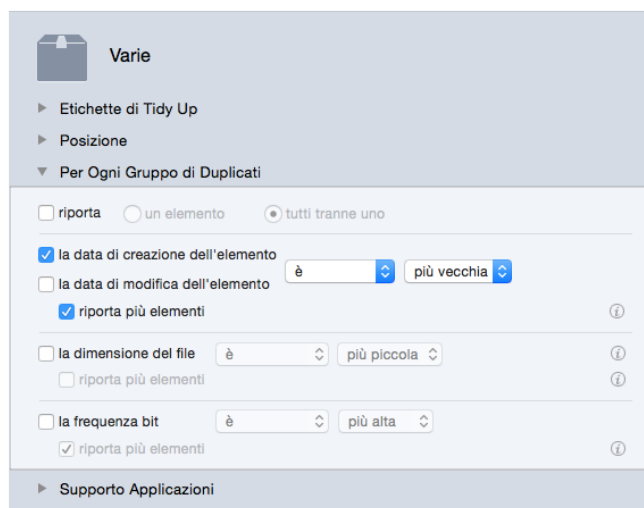 Varie
Etichette di Tidy Up
Posizione
Per Ogni Gruppo di Duplicati
riporta un elemento tutti tranne uno
la data di creazione dell'elemento
è più vecchia
la data di modifica dell'elemento
riporta più elementi
la dimensione del file è più piccola
riporta più elementi
la frequenza bit è più alta
riporta più elementi
Supporto Applicazioni